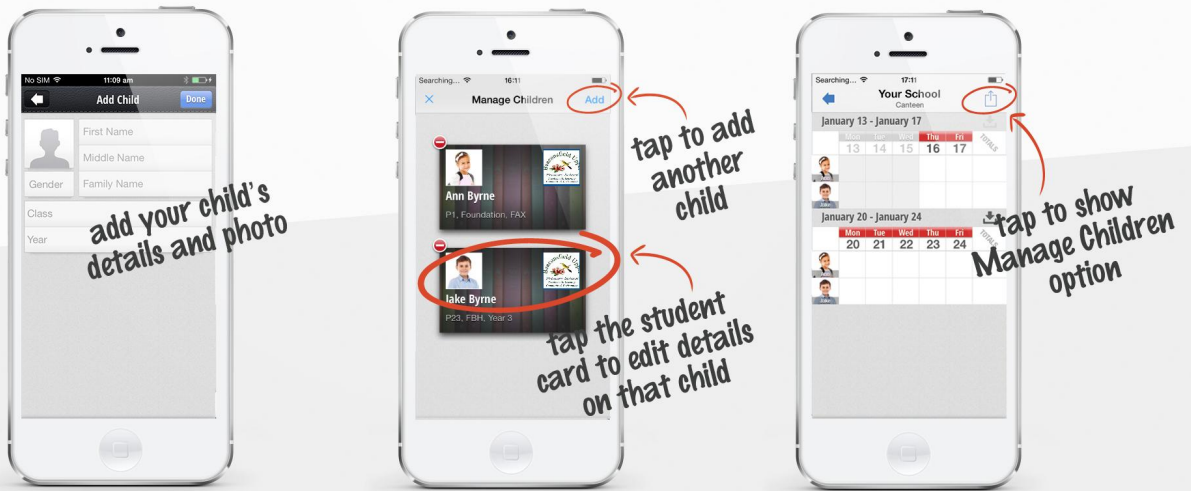 No SIM 11:09 am
Add Child Done
First Name
Middle Name
Gender Family Name
Class
Year
add your child's
details and photo
Searching... 16:11
Manage Children Add
tap to add
another
child
Ann Byrne
P1, Foundation, FAX
Jake Byrne
P23, FBH, Year 3
tap the student
card to edit details
on that child
Searching... 17:11
Your School
Canteen
January 13 - January 17
Mon Tue Wed Thu Fri TOTALS
13 14 15 16 17
January 20 - January 24
Mon Tue Wed Thu Fri TOTALS
20 21 22 23 24
Jake
tap to show
Manage Children
option